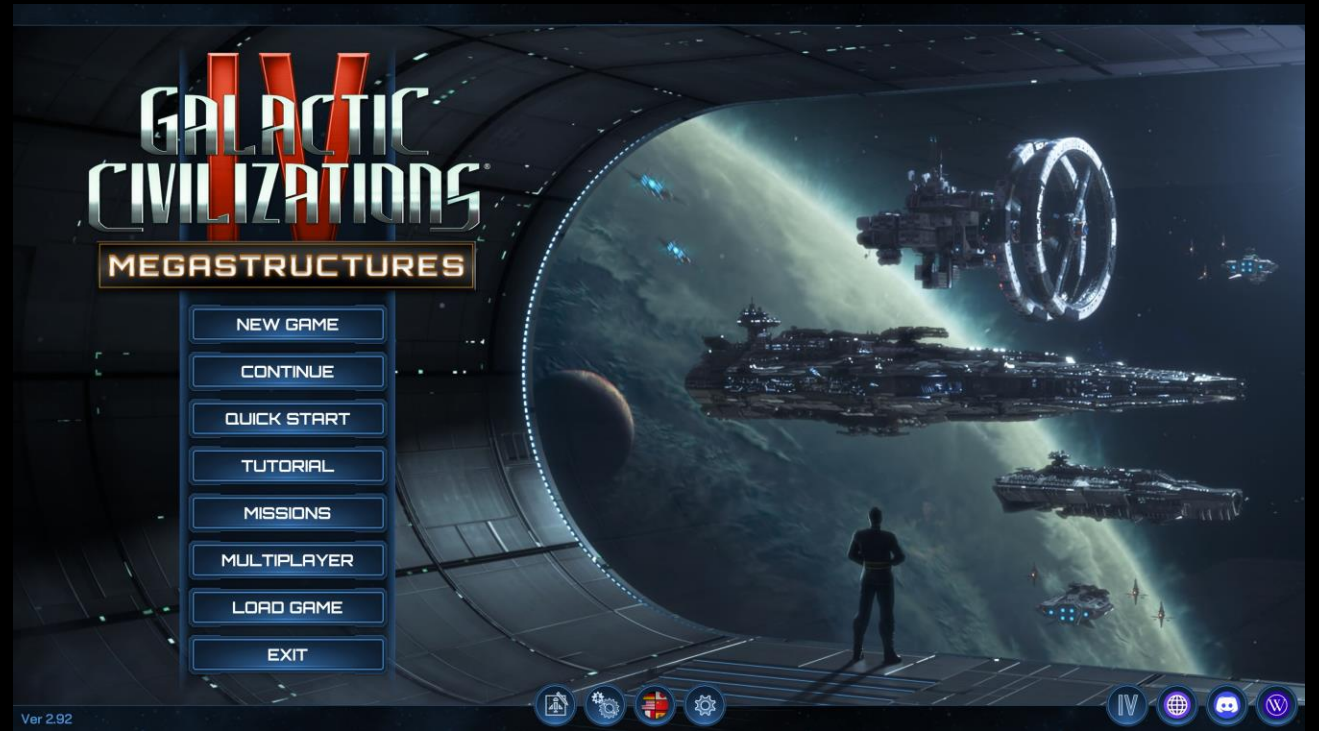 IV
GALACTIC
CIVILIZATIONS®
MEGASTRUCTURES
NEW GAME
CONTINUE
QUICK START
TUTORIAL
MISSIONS
MULTIPLAYER
LOAD GAME
EXIT
Ver 2.92
IV
W